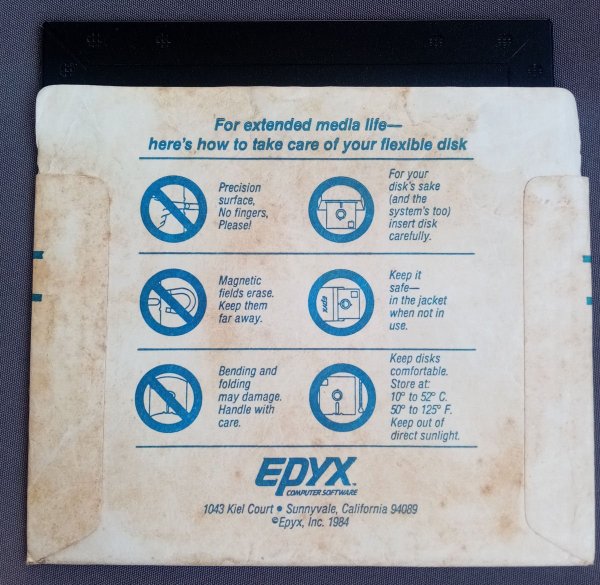 For extended media life—
here's how to take care of your flexible disk
Precision
surface,
No fingers,
Please!
For your
disk's sake
(and the
system's too)
insert disk
carefully.
Magnetic
fields erase.
Keep them
far away.
EPYX
Keep it
safe—
in the jacket
when not in
use.
Bending and
folding
may damage.
Handle with
care.
Keep disks
comfortable.
Store at:
10° to 52° C.
50° to 125° F.
Keep out of
direct sunlight.
EPYX™
COMPUTER SOFTWARE
1043 Kiel Court • Sunnyvale, California 94089
©Epyx, Inc. 1984